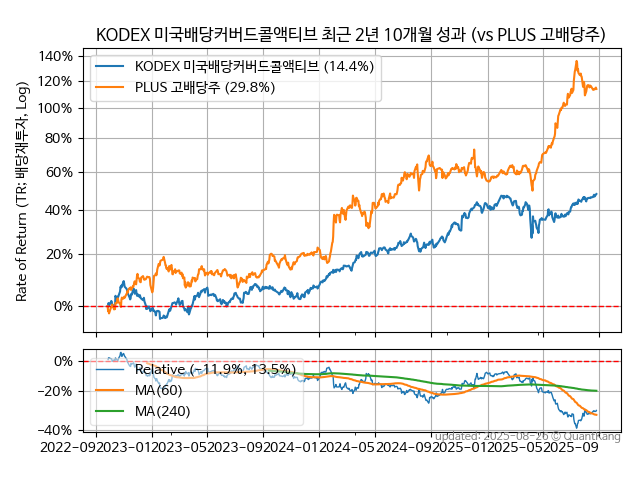 KODEX 미국배당커버드콜액티브 최근 2년 10개월 성과 (vs PLUS 고배당주)
Rate of Return (TR: 배당재투자, Log)
140%
120%
100%
80%
60%
40%
20%
0%
KODEX 미국배당커버드콜액티브 (14.4%)
PLUS 고배당주 (29.8%)
0%
−20%
−40%
Relative (−11.9%, 13.5%)
MA(60)
MA(240)
updated: 2025-08-26 © QuantKang
2022−09 2023−01 2023−05 2023−09 2024−01 2024−05 2024−09 2025−01 2025−05 2025−09